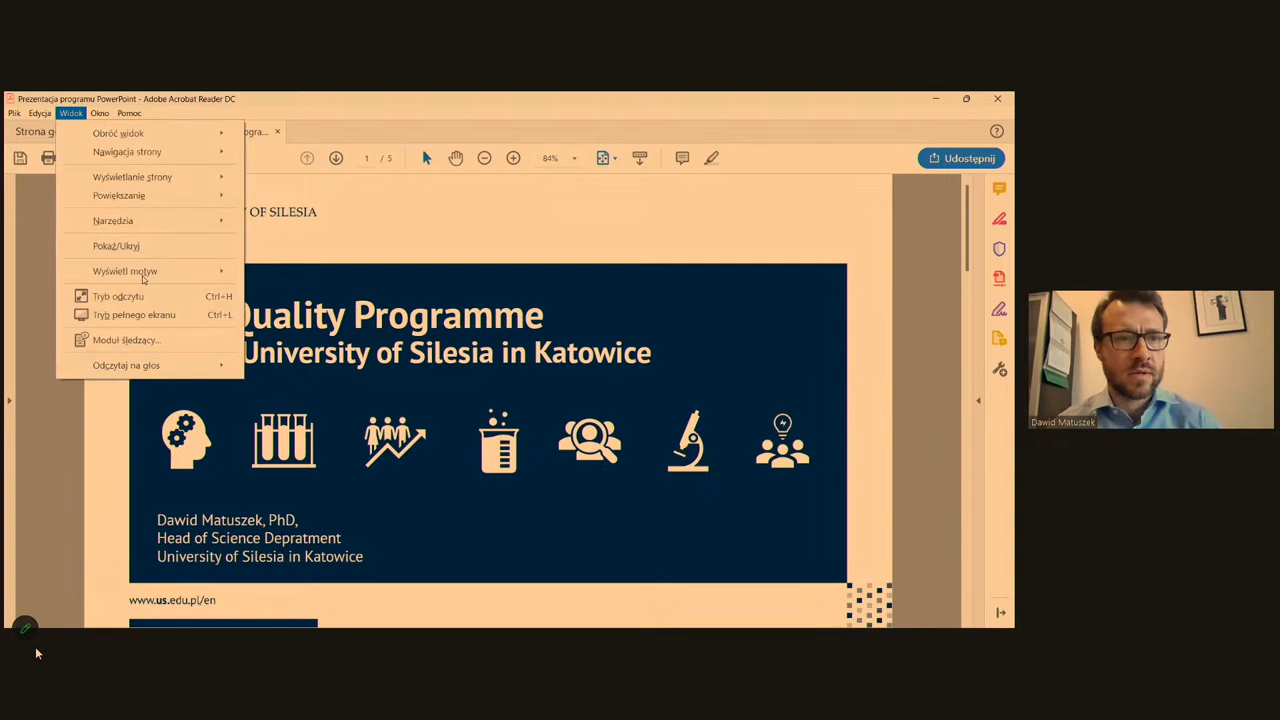 Prezentacja programu PowerPoint - Adobe Acrobat Reader DC
Plik Edycja Widok Okno Pomoc
Strona gł
ogra... ×
1 / 5
84%
Udostępnij
Obróć widok
Nawigacja strony
Wyświetlanie strony
Powiększanie
Narzędzia
Pokaż/Ukryj
Wyświetl motyw
Tryb odczytu Ctrl+H
Tryb pełnego ekranu Ctrl+L
Moduł śledzący...
Odczytaj na głos
OF SILESIA
Quality Programme
University of Silesia in Katowice
Dawid Matuszek, PhD,
Head of Science Depratment
University of Silesia in Katowice
www.us.edu.pl/en
Dawid Matuszek